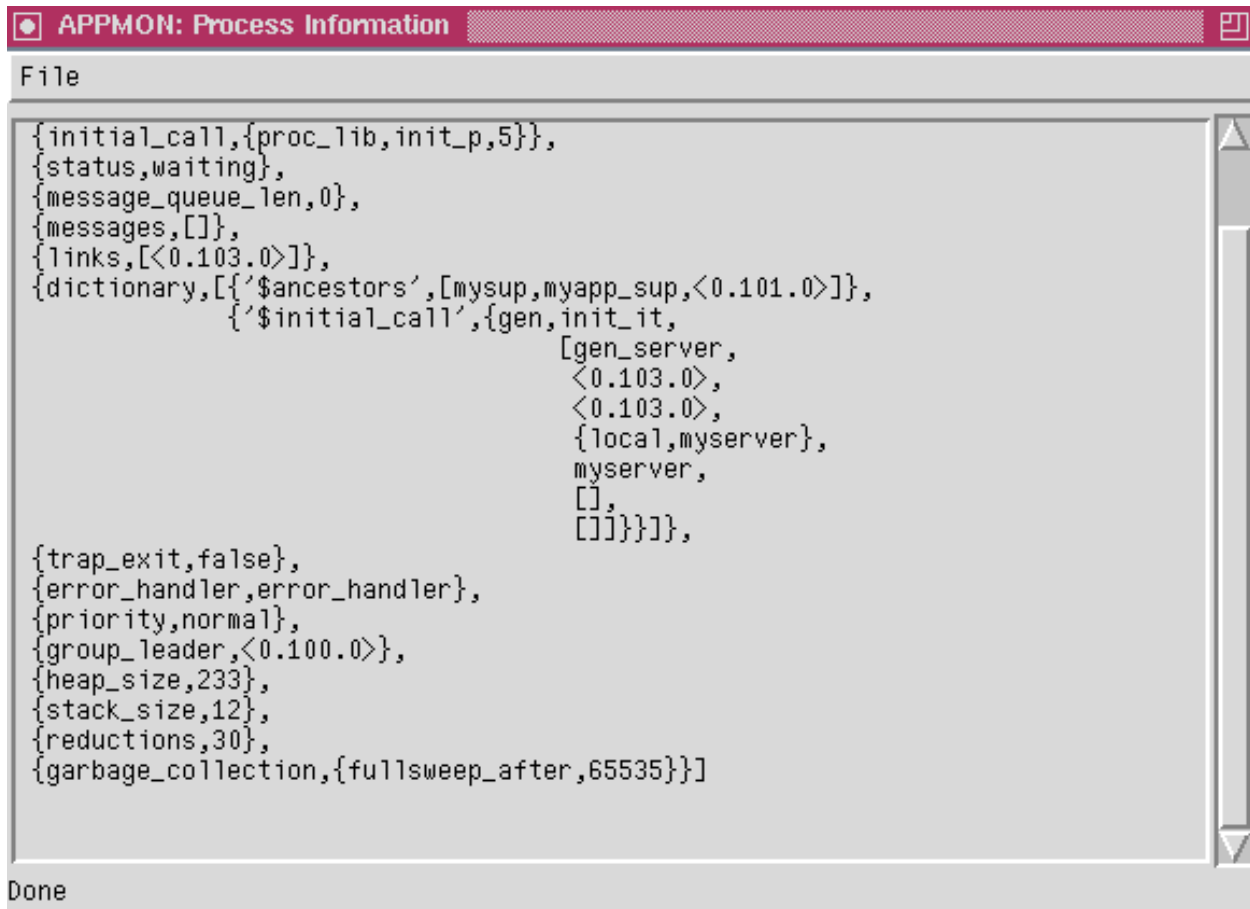 APPMON: Process Information
File
{initial_call,{proc_lib,init_p,5}},
{status,waiting},
{message_queue_len,0},
{messages,[]},
{links,[<0.103.0>]},
{dictionary,[{'$ancestors',[mysup,myapp_sup,<0.101.0>]},
{'$initial_call',{gen,init_it,
[gen_server,
<0.103.0>,
<0.103.0>,
{local,myserver},
myserver,
[],
[]]}}]},
{trap_exit,false},
{error_handler,error_handler},
{priority,normal},
{group_leader,<0.100.0>},
{heap_size,233},
{stack_size,12},
{reductions,30},
{garbage_collection,{fullsweep_after,65535}}]
Done